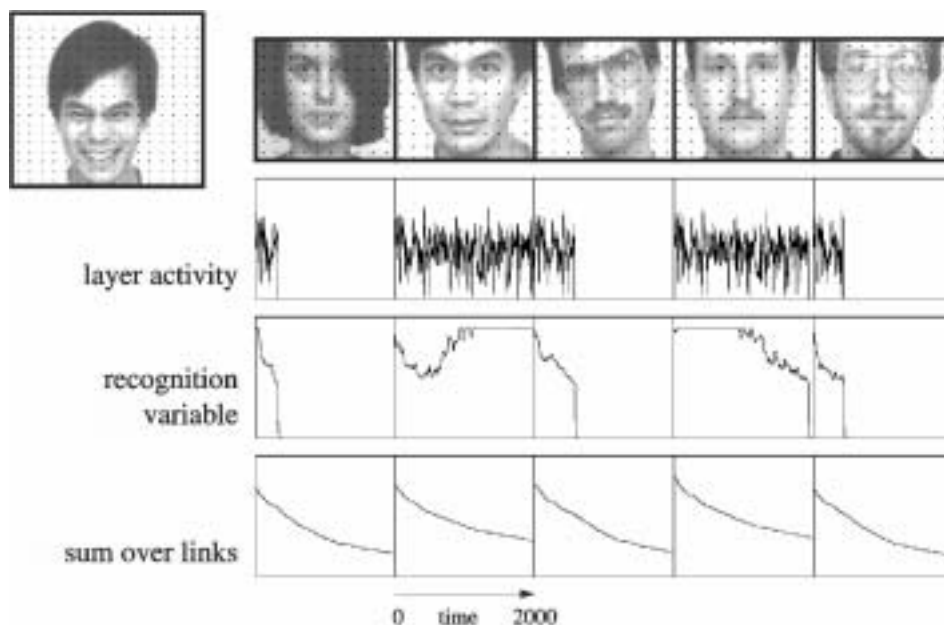 layer activity
recognition
variable
sum over links
0 time 2000